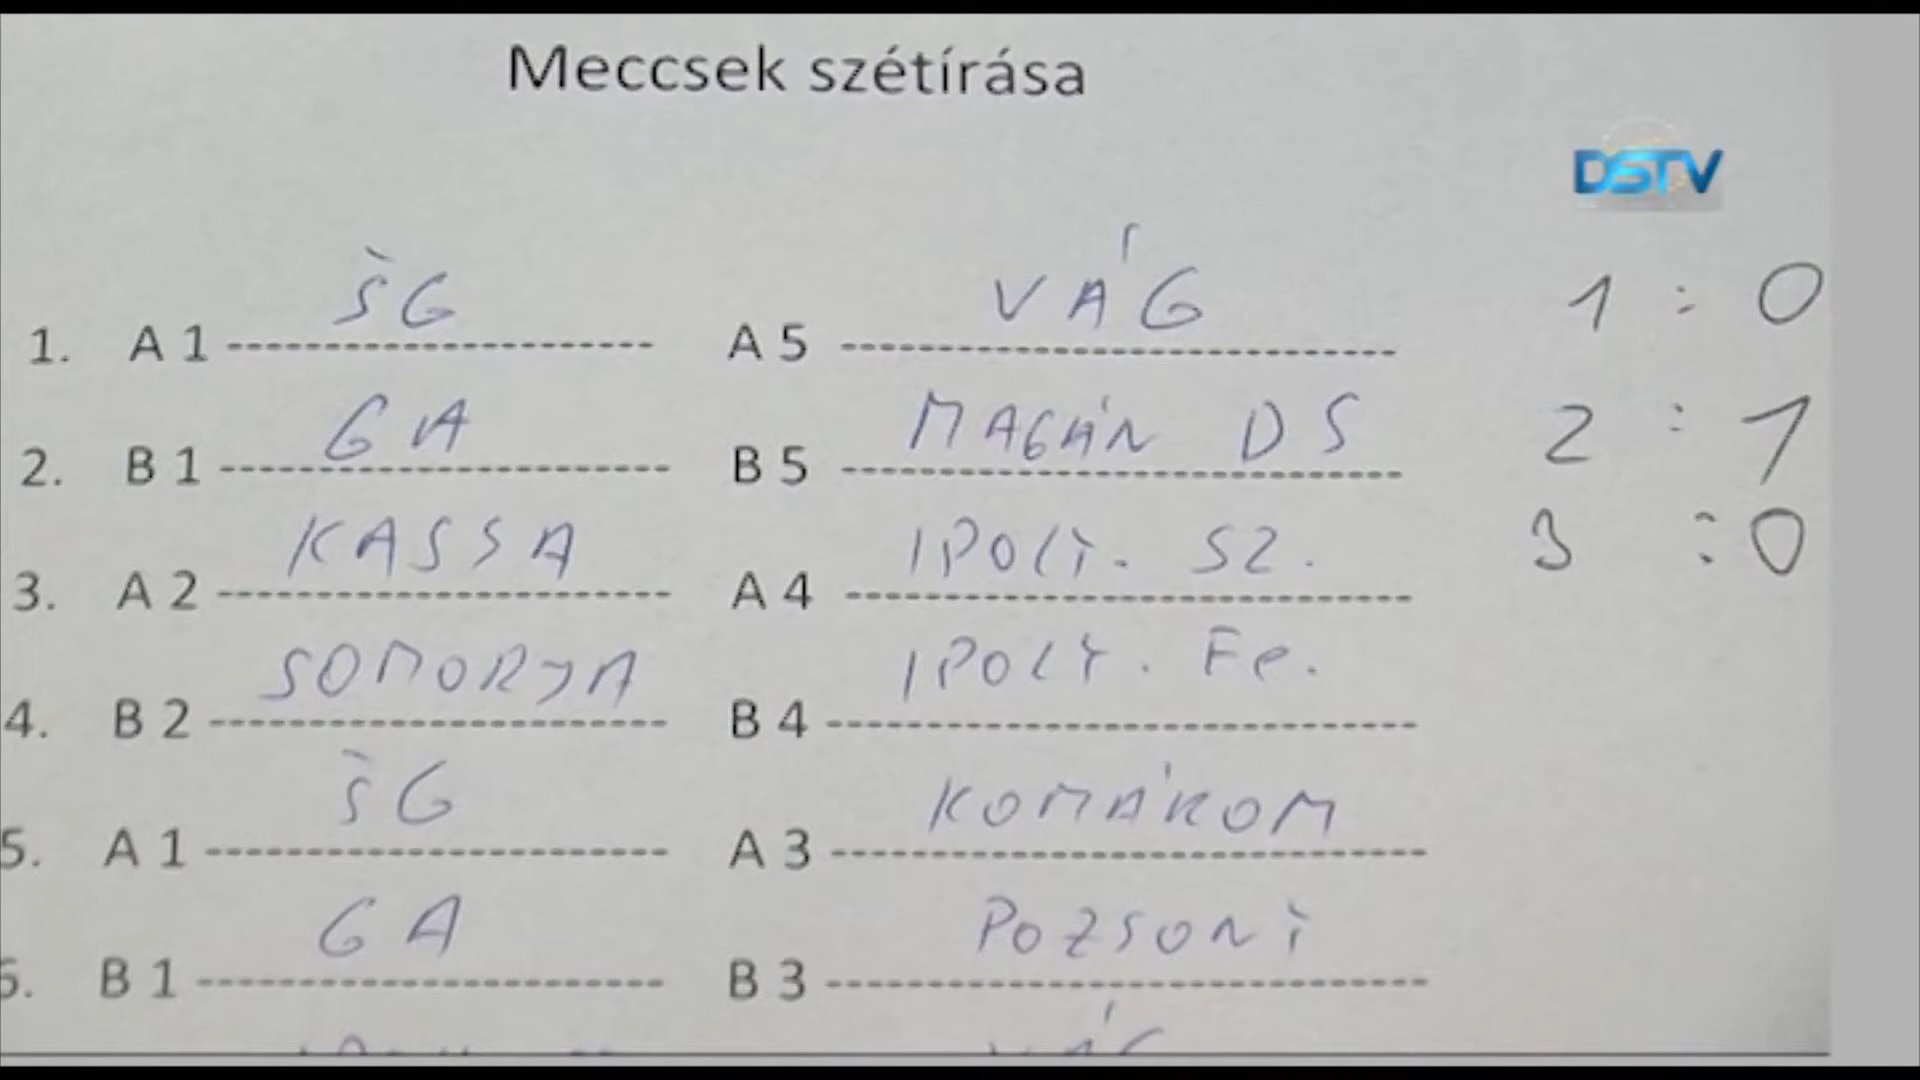 Meccsek szétírása
DSTV
1. A 1 ŠG A 5 VÁG 1 : 0
2. B 1 GA B 5 MAGÁN DS 2 : 1
3. A 2 KASSA A 4 IPOLY. SZ. 3 : 0
4. B 2 SOMORJA B 4 IPOLY. Fe.
5. A 1 ŠG A 3 KOMÁROM
6. B 1 GA B 3 POZSONY
VÁG